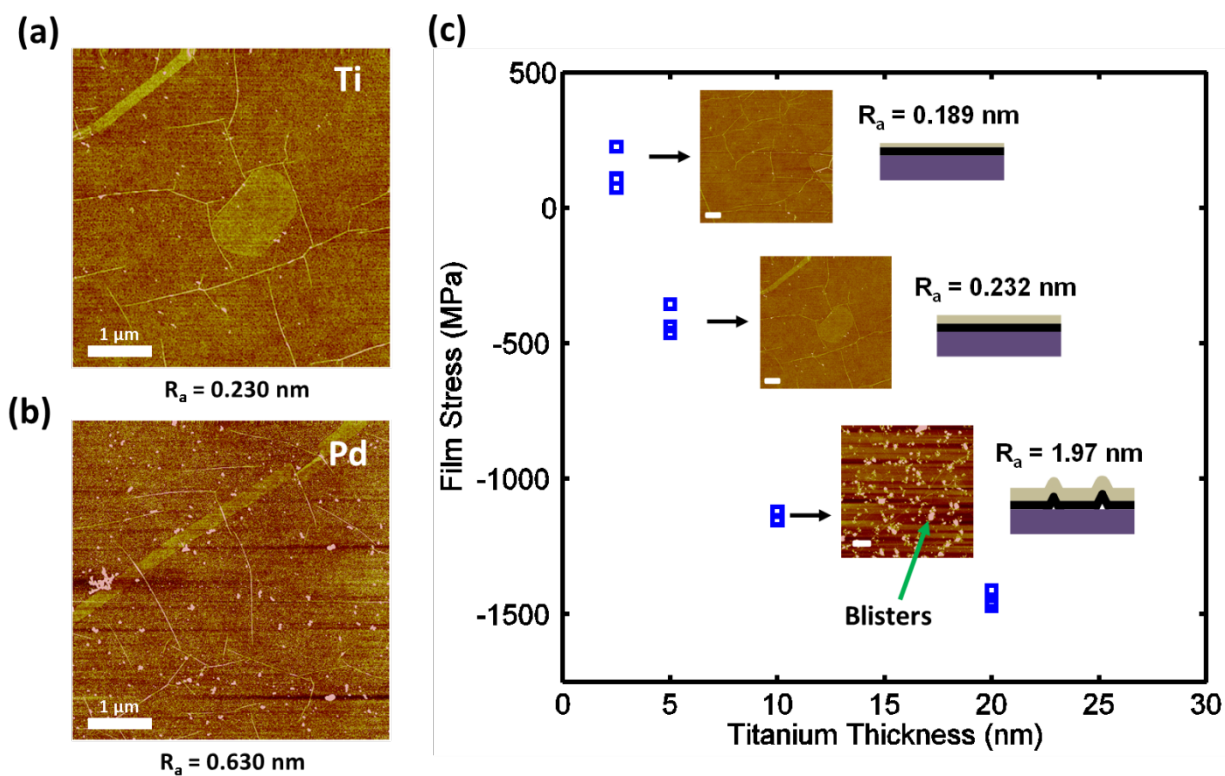 (a)
Ti
1 µm
Rₐ = 0.230 nm
(b)
Pd
1 µm
Rₐ = 0.630 nm
(c)
Film Stress (MPa)
500
0
-500
-1000
-1500
Rₐ = 0.189 nm
Rₐ = 0.232 nm
Rₐ = 1.97 nm
Blisters
0 5 10 15 20 25 30
Titanium Thickness (nm)